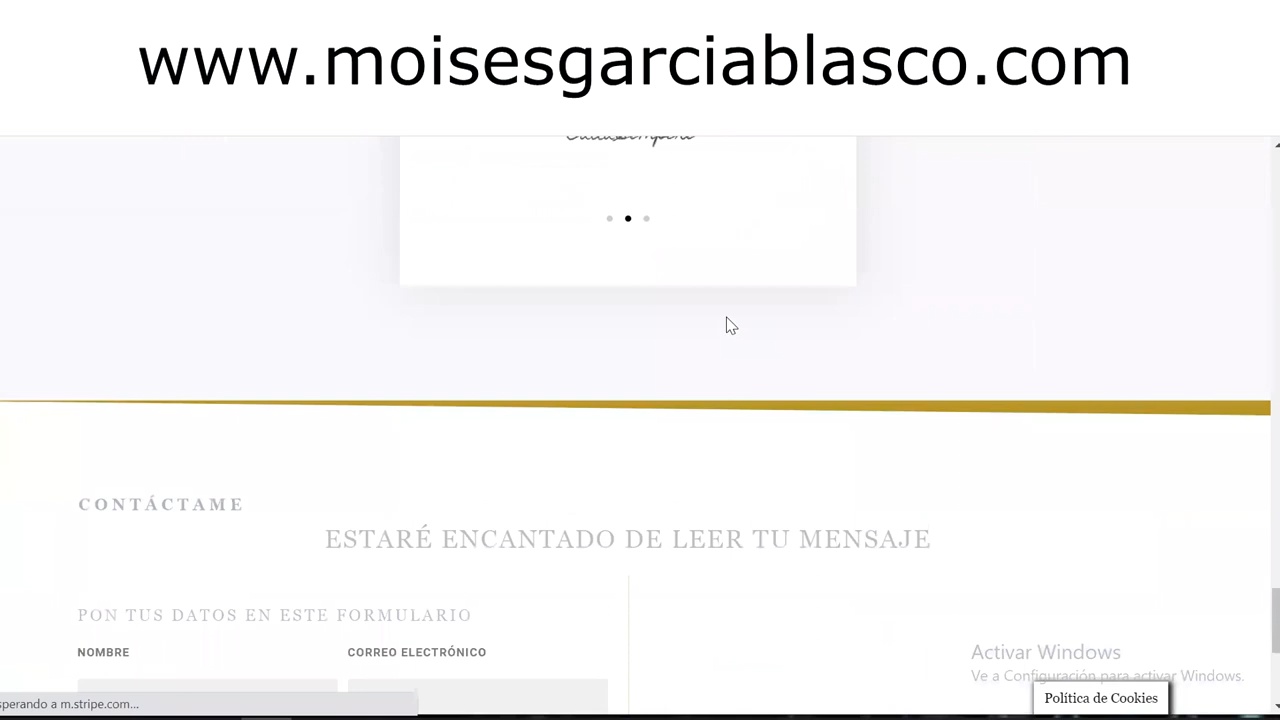 www.moisesgarciablasco.com
CONTÁCTAME
ESTARÉ ENCANTADO DE LEER TU MENSAJE
PON TUS DATOS EN ESTE FORMULARIO
NOMBRE CORREO ELECTRÓNICO
Activar Windows
Ve a Configuración para activar Windows.
Política de Cookies
sperando a m.stripe.com...